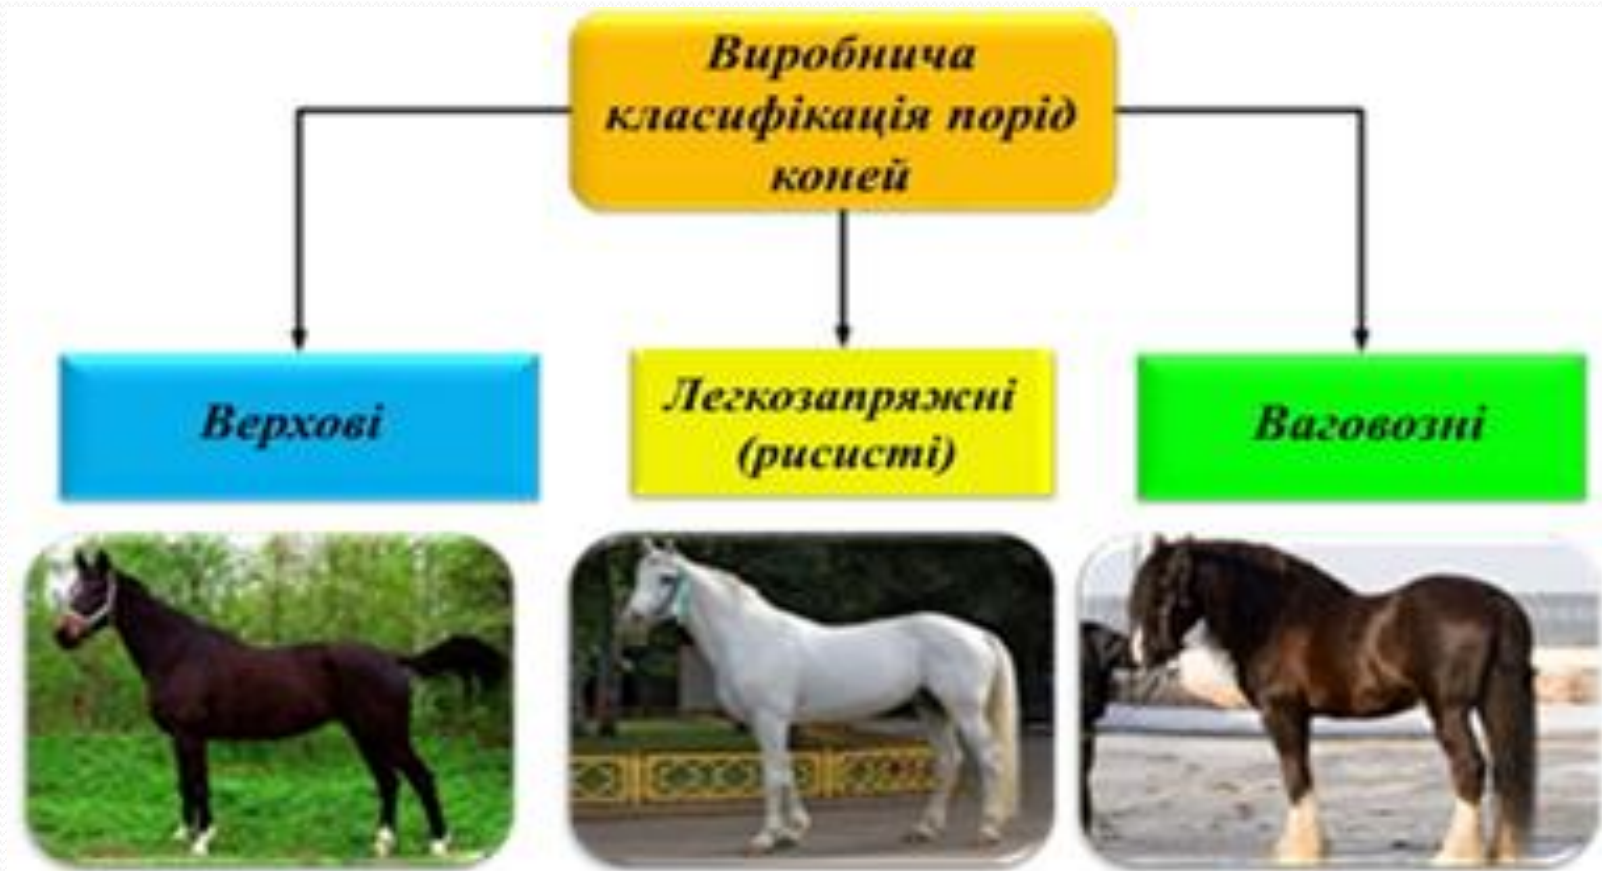 Виробнича
класифікація порід
коней
Верхові
Легкозапряжні
(рисисті)
Ваговозні